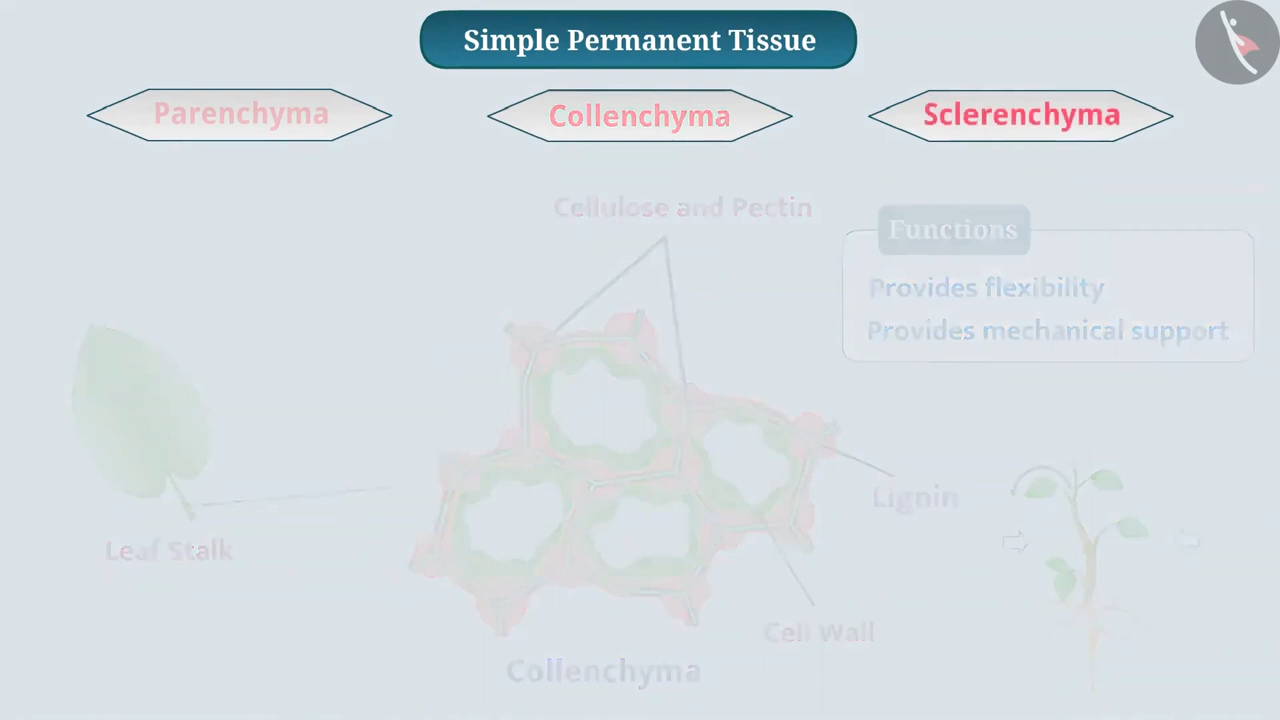 Simple Permanent Tissue
Parenchyma
Collenchyma
Sclerenchyma
Cellulose and Pectin
Functions
Provides flexibility
Provides mechanical support
Lignin
Leaf Stalk
Cell Wall
Collenchyma